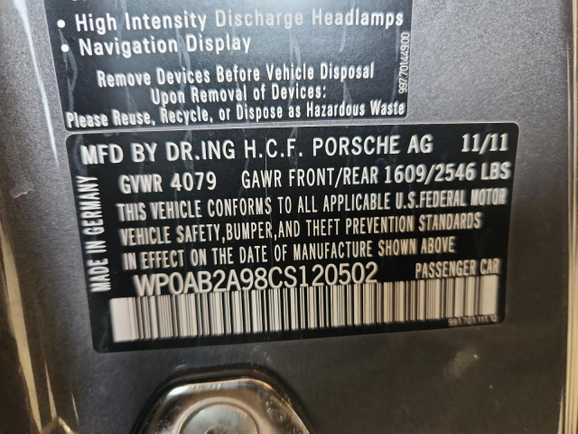 • High Intensity Discharge Headlamps
• Navigation Display
Remove Devices Before Vehicle Disposal
Upon Removal of Devices:
Please Reuse, Recycle, or Dispose as Hazardous Waste
99770144900
MFD BY DR.ING H.C.F. PORSCHE AG 11/11
GVWR 4079 GAWR FRONT/REAR 1609/2546 LBS
THIS VEHICLE CONFORMS TO ALL APPLICABLE U.S.FEDERAL MOTOR
VEHICLE SAFETY,BUMPER,AND THEFT PREVENTION STANDARDS
IN EFFECT ON THE DATE OF MANUFACTURE SHOWN ABOVE
WP0AB2A98CS120502 PASSENGER CAR
MADE IN GERMANY